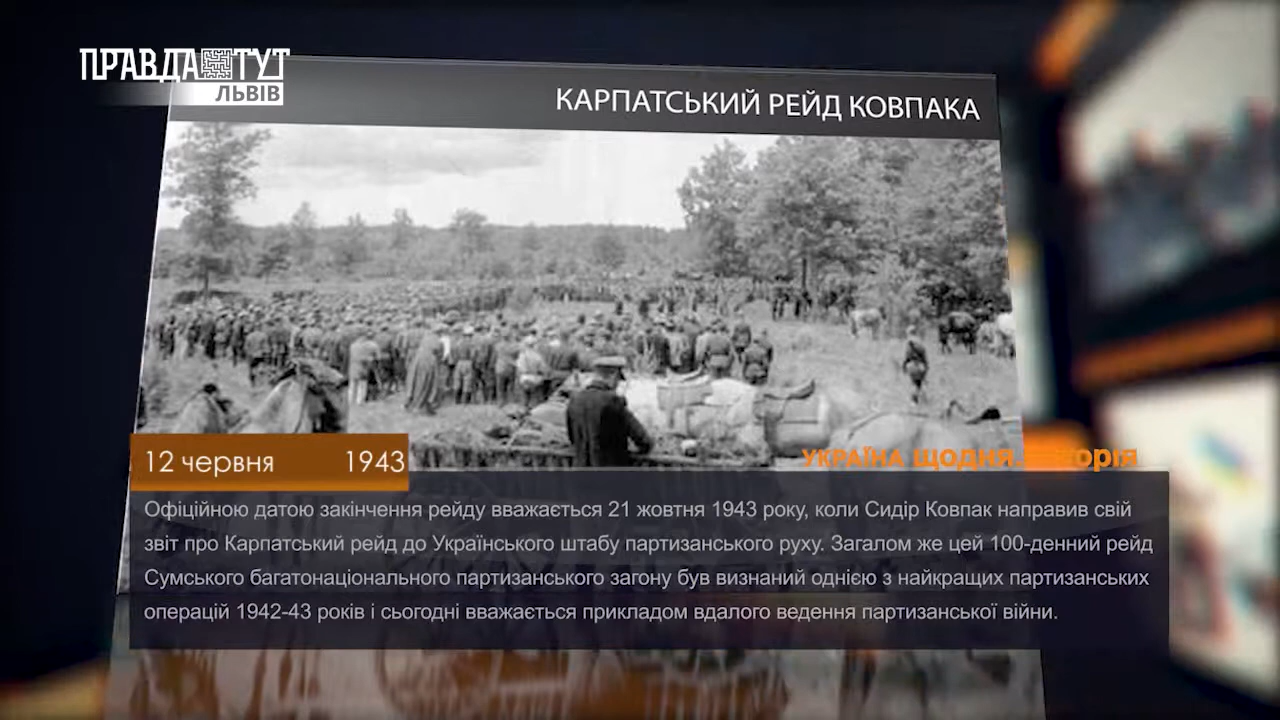 ПРАВДА ТУТ
ЛЬВІВ
КАРПАТСЬКИЙ РЕЙД КОВПАКА
12 червня 1943
УКРАЇНА ЩОДНЯ.
Офіційною датою закінчення рейду вважається 21 жовтня 1943 року, коли Сидір Ковпак направив свій
звіт про Карпатський рейд до Українського штабу партизанського руху. Загалом же цей 100-денний рейд
Сумського багатонаціонального партизанського загону був визнаний однією з найкращих партизанських
операцій 1942-43 років і сьогодні вважається прикладом вдалого ведення партизанської війни.